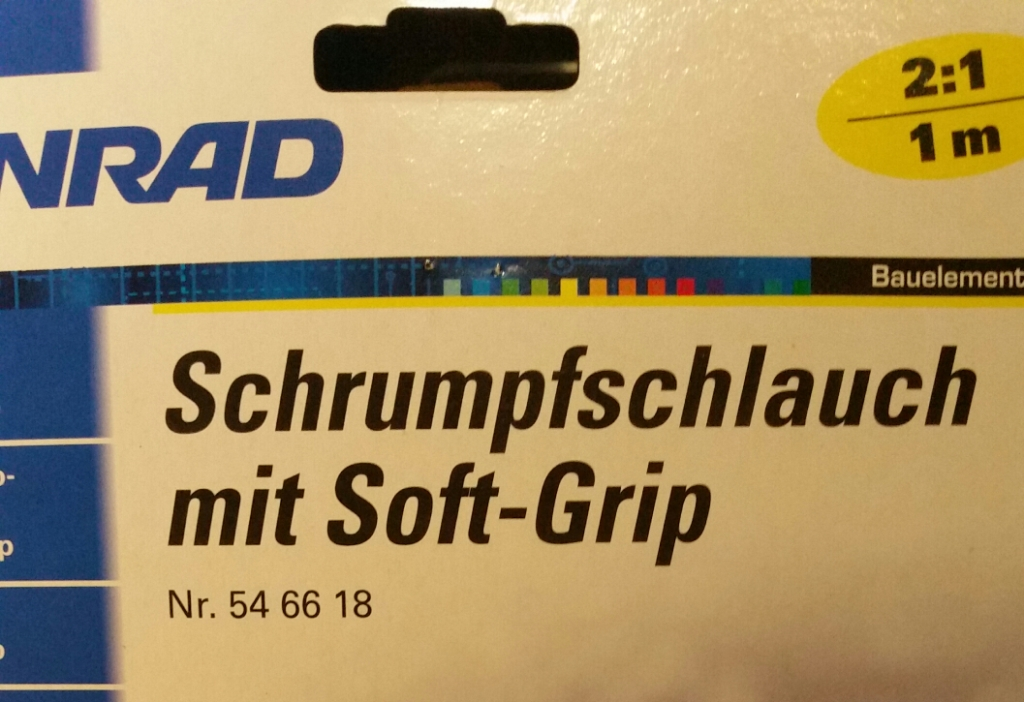 NRAD
2:1
1 m
Bauelement
Schrumpfschlauch
mit Soft-Grip
Nr. 54 66 18